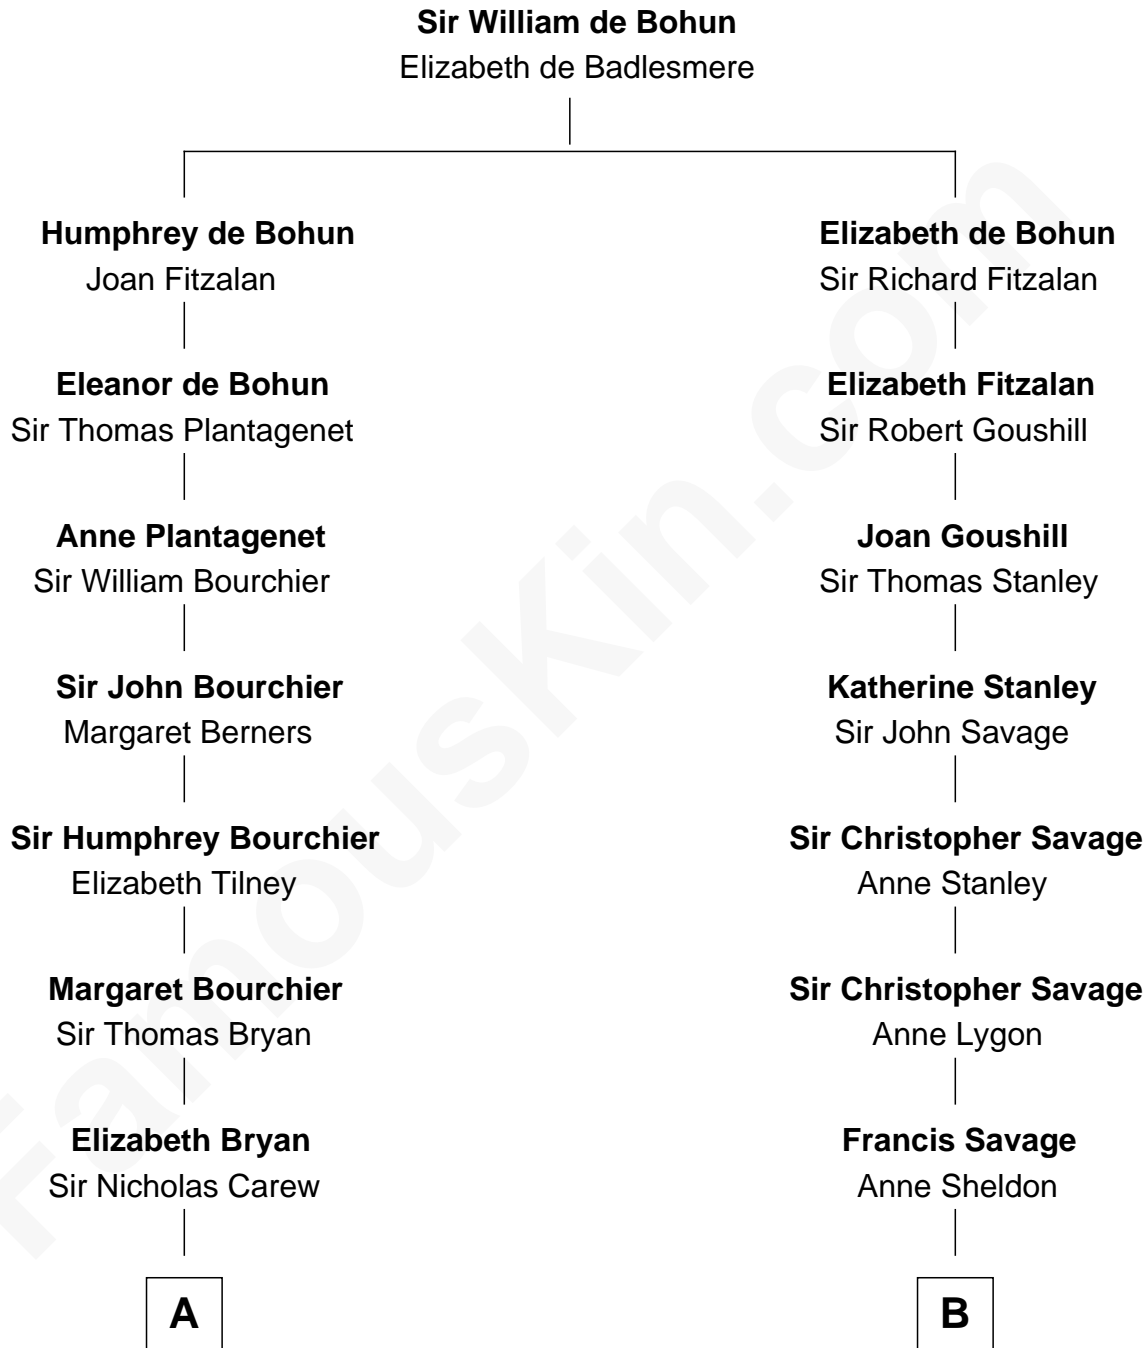 Sir William de Bohun
Elizabeth de Badlesmere
Humphrey de Bohun
Joan Fitzalan
Elizabeth de Bohun
Sir Richard Fitzalan
Eleanor de Bohun
Sir Thomas Plantagenet
Elizabeth Fitzalan
Sir Robert Goushill
Anne Plantagenet
Sir William Bourchier
Joan Goushill
Sir Thomas Stanley
Sir John Bourchier
Margaret Berners
Katherine Stanley
Sir John Savage
Sir Humphrey Bourchier
Elizabeth Tilney
Sir Christopher Savage
Anne Stanley
Margaret Bourchier
Sir Thomas Bryan
Sir Christopher Savage
Anne Lygon
Elizabeth Bryan
Sir Nicholas Carew
Francis Savage
Anne Sheldon
A
B
FamousKin.com